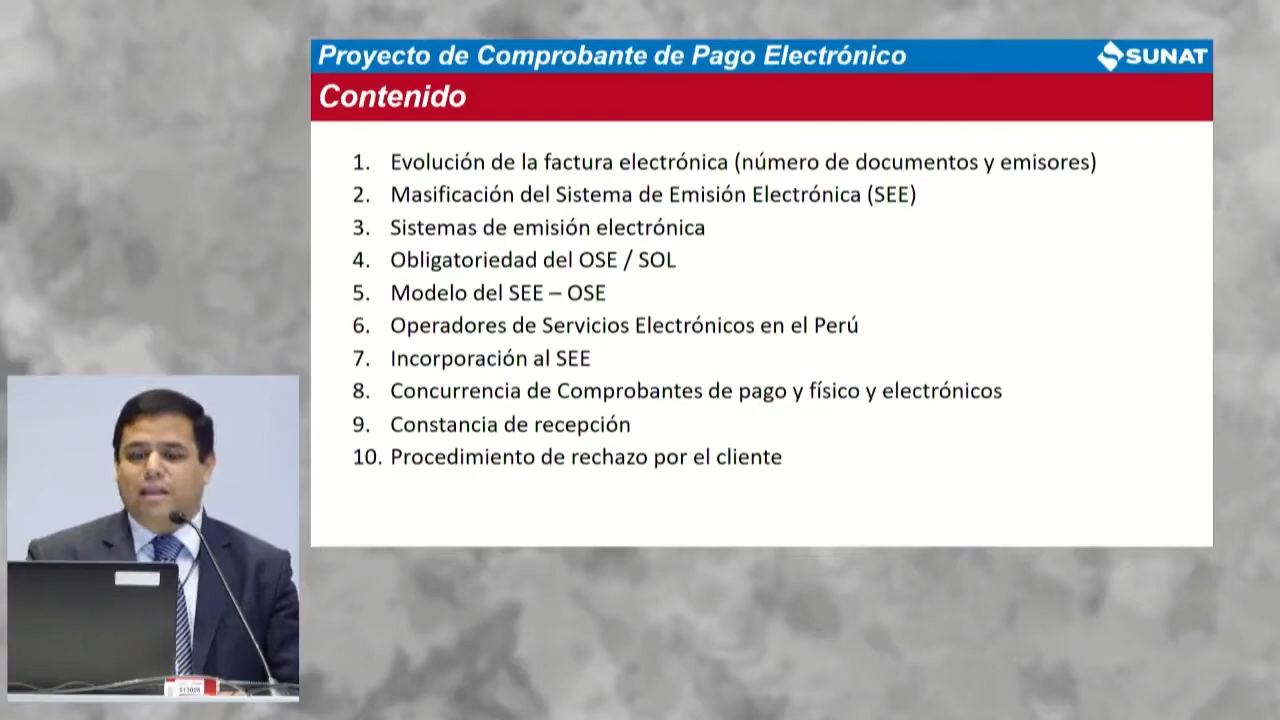 Proyecto de Comprobante de Pago Electrónico
SUNAT
Contenido
1. Evolución de la factura electrónica (número de documentos y emisores)
2. Masificación del Sistema de Emisión Electrónica (SEE)
3. Sistemas de emisión electrónica
4. Obligatoriedad del OSE / SOL
5. Modelo del SEE – OSE
6. Operadores de Servicios Electrónicos en el Perú
7. Incorporación al SEE
8. Concurrencia de Comprobantes de pago y físico y electrónicos
9. Constancia de recepción
10. Procedimiento de rechazo por el cliente